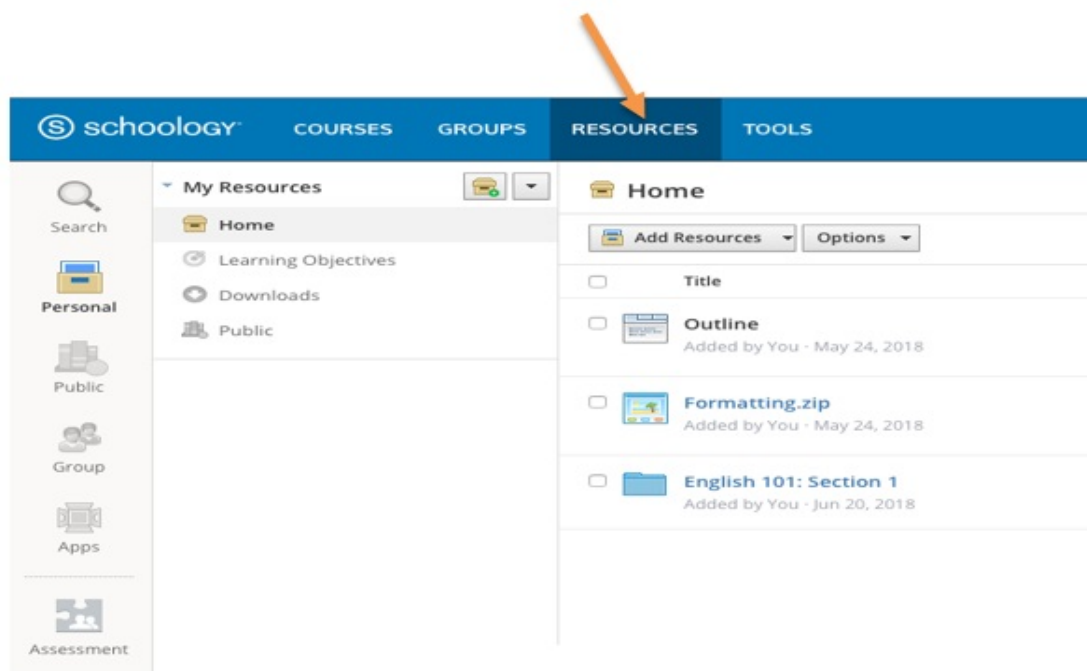 schoology COURSES GROUPS RESOURCES TOOLS
Search
Personal
Public
Group
Apps
Assessment
My Resources
Home
Learning Objectives
Downloads
Public
Home
Add Resources Options
Title
Outline
Added by You · May 24, 2018
Formatting.zip
Added by You · May 24, 2018
English 101: Section 1
Added by You · Jun 20, 2018